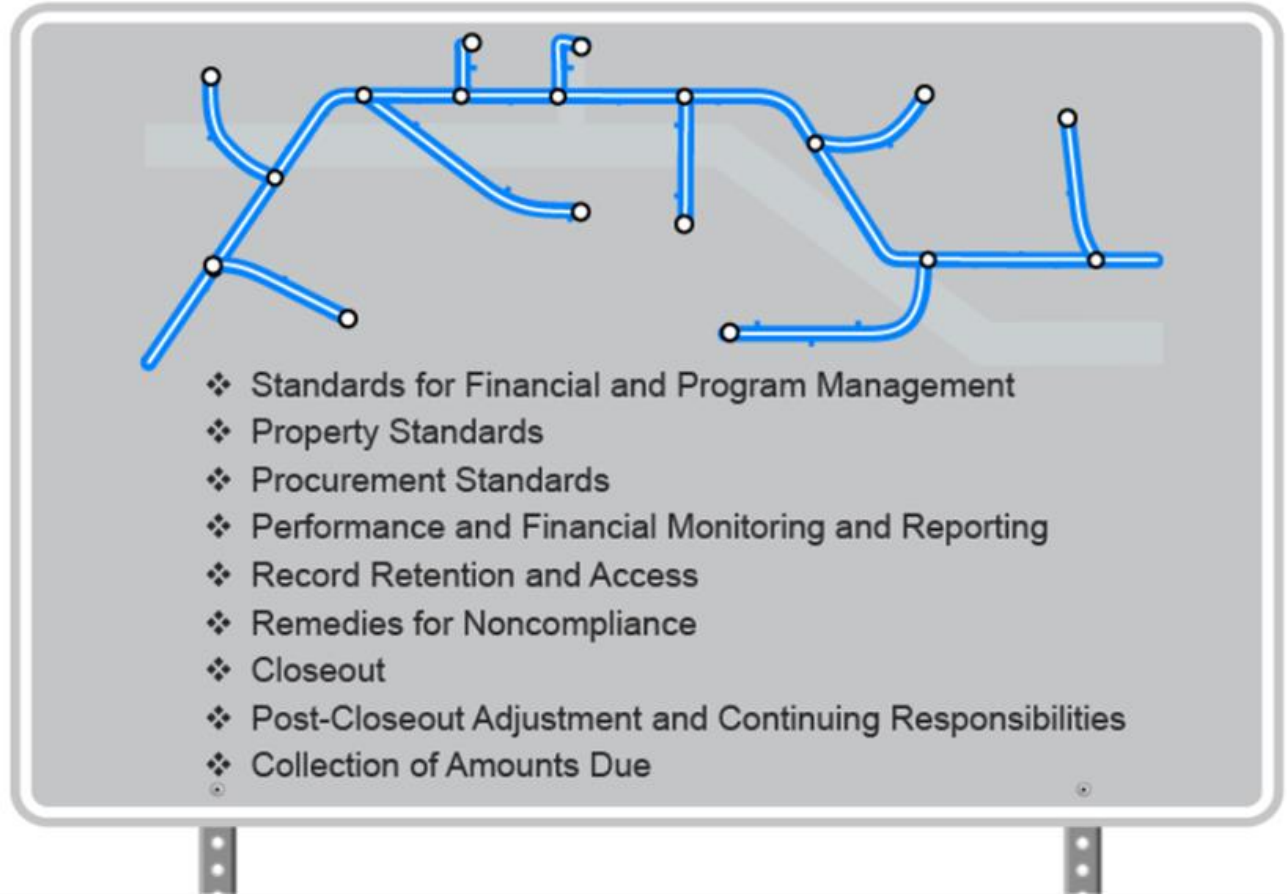 ❖ Standards for Financial and Program Management
❖ Property Standards
❖ Procurement Standards
❖ Performance and Financial Monitoring and Reporting
❖ Record Retention and Access
❖ Remedies for Noncompliance
❖ Closeout
❖ Post-Closeout Adjustment and Continuing Responsibilities
❖ Collection of Amounts Due